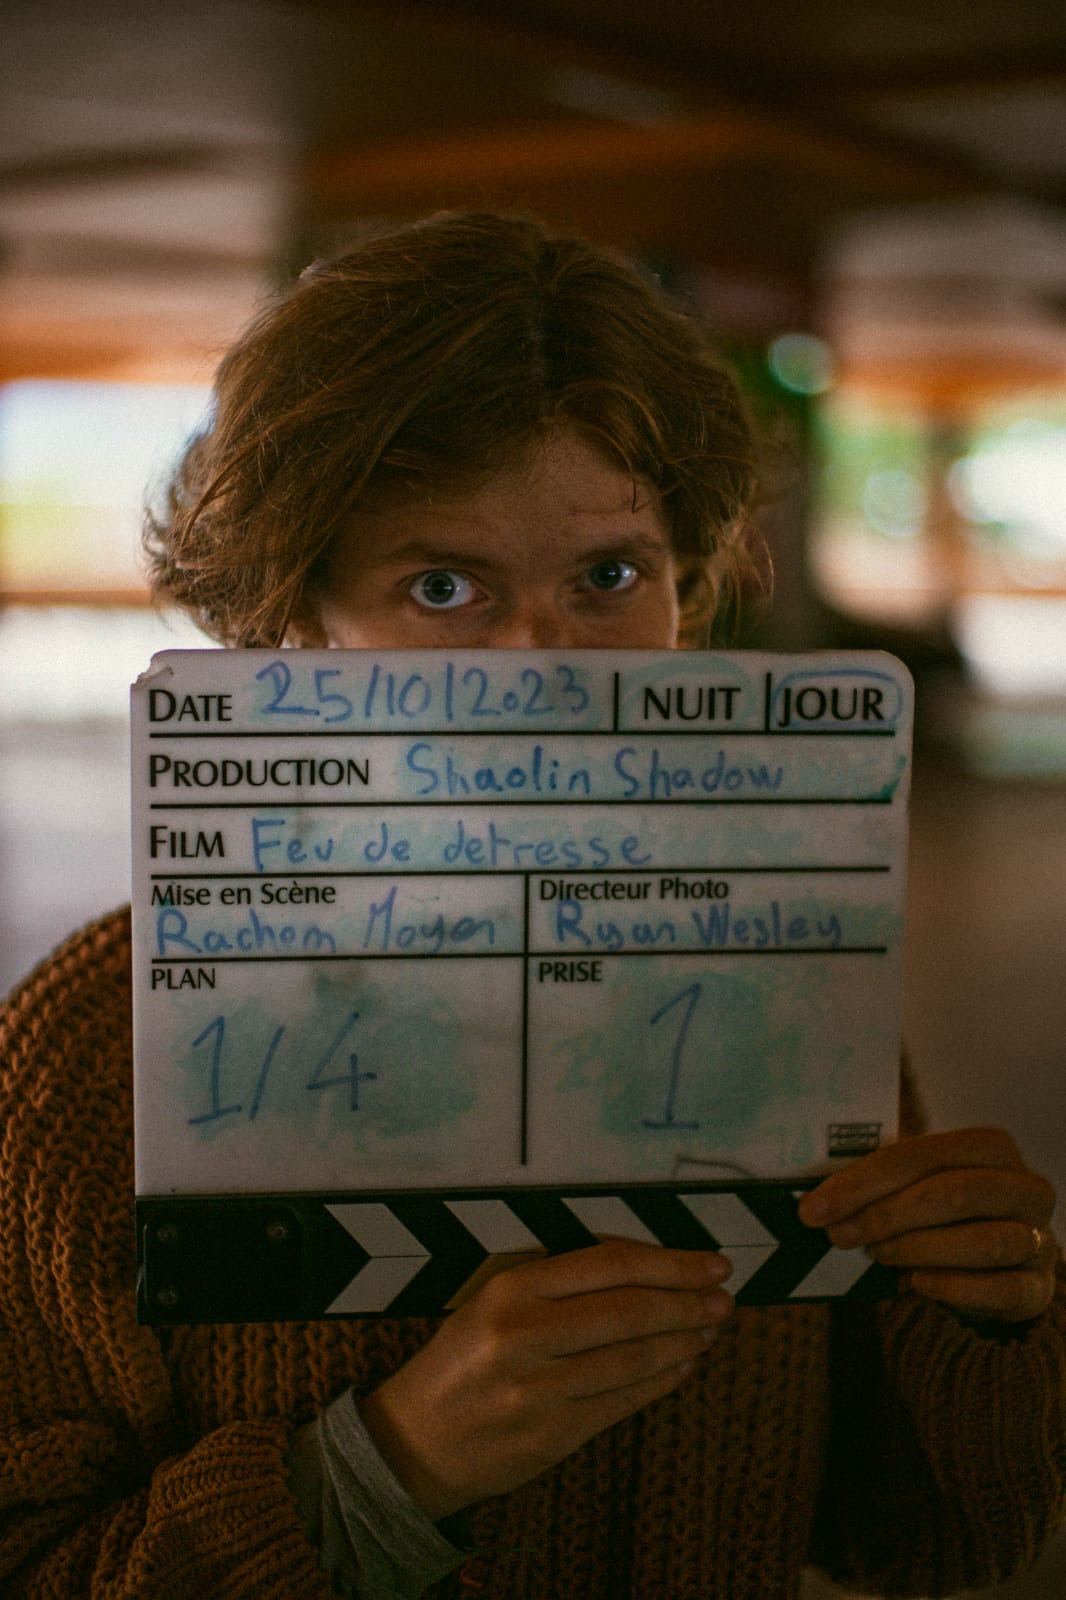 DATE 25/10/2023 NUIT JOUR
PRODUCTION Shaolin Shadow
FILM Feu de detresse
Mise en Scène Directeur Photo
Rachem Moyen Ryan Wesley
PLAN PRISE
1/4 1